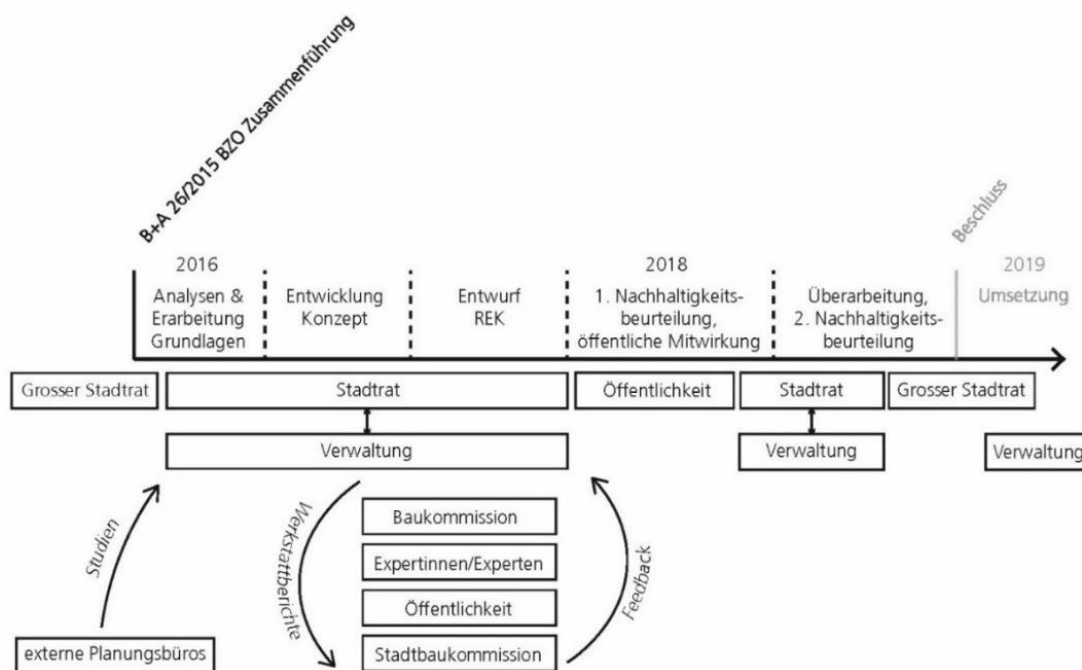 B+A 26/2015 BZO Zusammenführung
Beschluss
2016
2018
2019
Analysen &
Erarbeitung
Grundlagen
Entwicklung
Konzept
Entwurf
REK
1. Nachhaltigkeits-
beurteilung,
öffentliche Mitwirkung
Überarbeitung,
2. Nachhaltigkeits-
beurteilung
Umsetzung
Grosser Stadtrat
Stadtrat
Öffentlichkeit
Stadtrat
Grosser Stadtrat
Verwaltung
Verwaltung
Verwaltung
Studien
Werkstattberichte
Baukommission
Expertinnen/Experten
Öffentlichkeit
Stadtbaukommission
Feedback
externe Planungsbüros